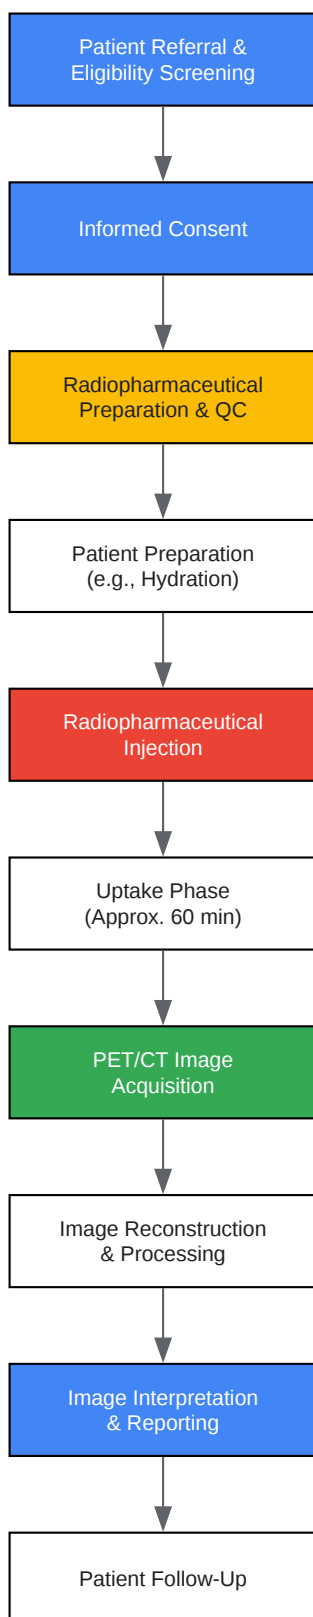 Patient Referral &
Eligibility Screening
Informed Consent
Radiopharmaceutical
Preparation & QC
Patient Preparation
(e.g., Hydration)
Radiopharmaceutical
Injection
Uptake Phase
(Approx. 60 min)
PET/CT Image
Acquisition
Image Reconstruction
& Processing
Image Interpretation
& Reporting
Patient Follow-Up